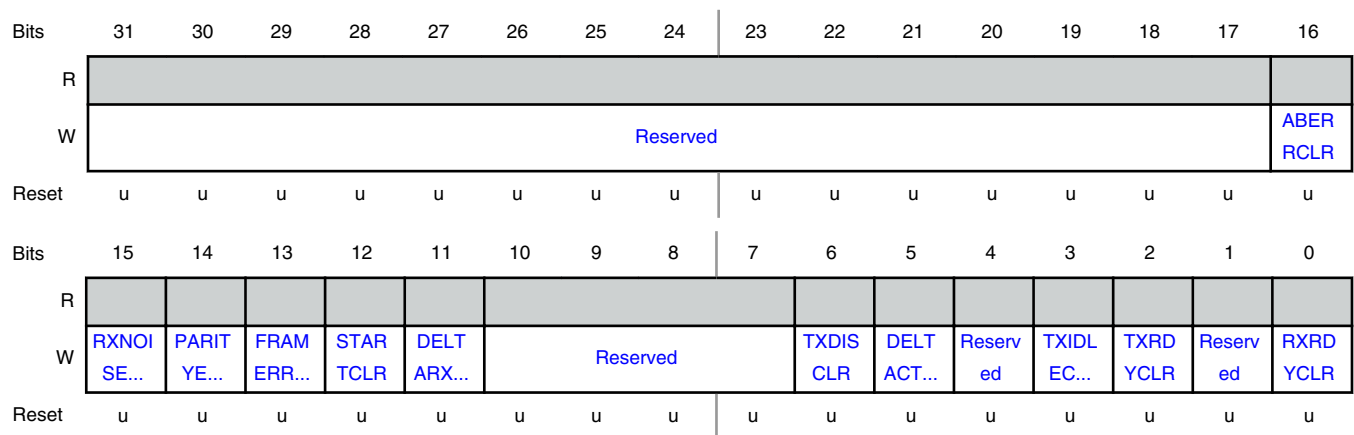 Bits 31 30 29 28 27 26 25 24 23 22 21 20 19 18 17 16
R
W Reserved ABER
RCLR
Reset u u u u u u u u u u u u u u u u
Bits 15 14 13 12 11 10 9 8 7 6 5 4 3 2 1 0
R
W RXNOI PARIT FRAM STAR DELT Reserved TXDIS DELT Reserv TXIDL TXRD Reserv RXRD
SE... YE... ERR... TCLR ARX... CLR ACT... ed EC... YCLR ed YCLR
Reset u u u u u u u u u u u u u u u u